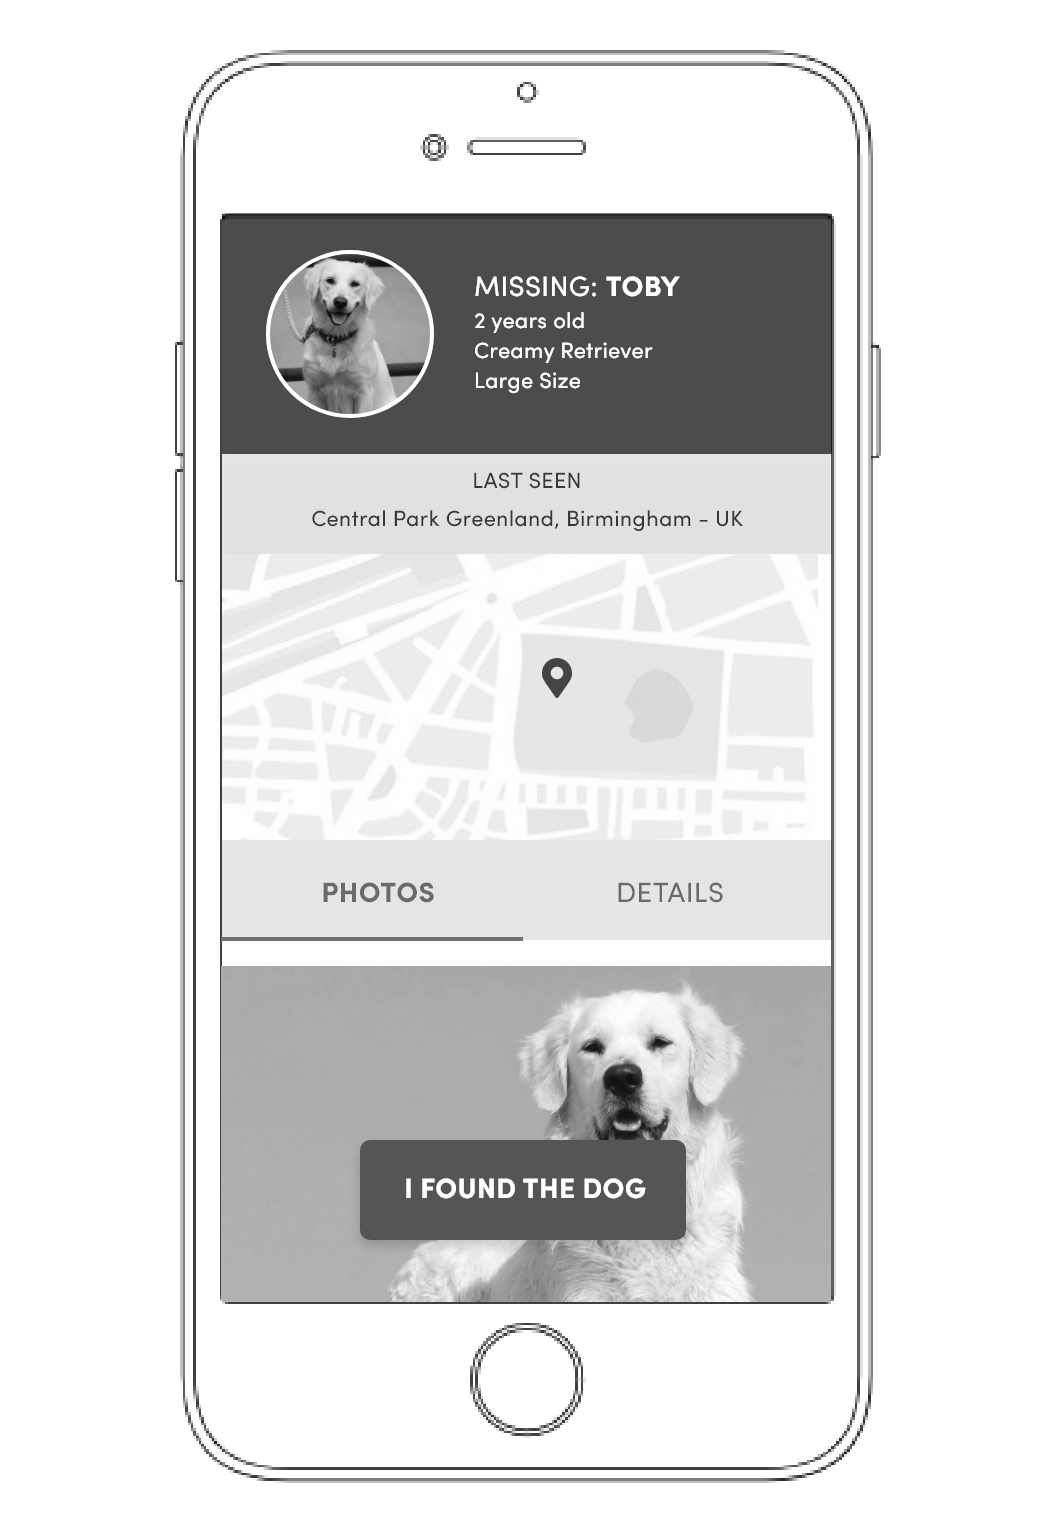 MISSING: TOBY
2 years old
Creamy Retriever
Large Size
LAST SEEN
Central Park Greenland, Birmingham - UK
PHOTOS
DETAILS
I FOUND THE DOG